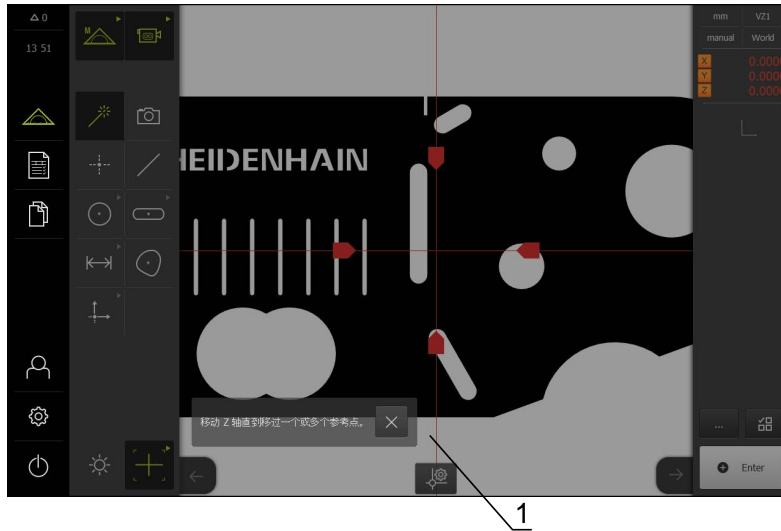 △ 0
13 51
M
mm VZ1
manual World
X 0.000
Y 0.000
Z 0.000
HEIDENHAIN
移动 Z 轴直到移过一个或多个参考点。
...
Enter
1